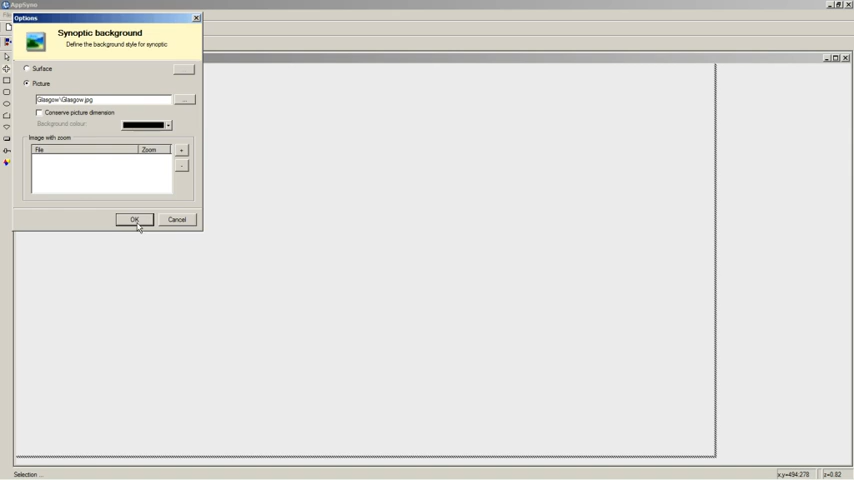 AppSyno
Options
Synoptic background
Define the background style for synoptic
Surface
...
Picture
Glasgow\Glasgow.jpg
...
Conserve picture dimension
Background colour:
Image with zoom
File Zoom
+
-
OK Cancel
Selection ... x,y=494:278 z=0.82